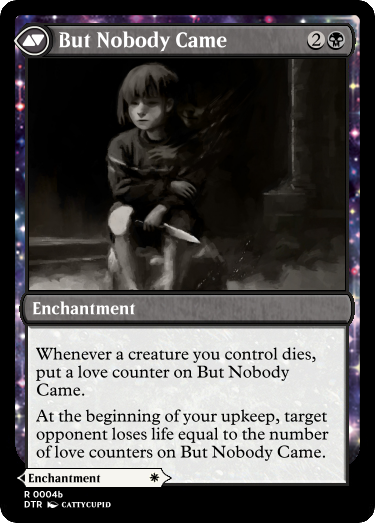 But Nobody Came 2
Enchantment
Whenever a creature you control dies,
put a love counter on But Nobody
Came.
At the beginning of your upkeep, target
opponent loses life equal to the number
of love counters on But Nobody Came.
Enchantment *
R 0004b
DTR CATTYCUPID